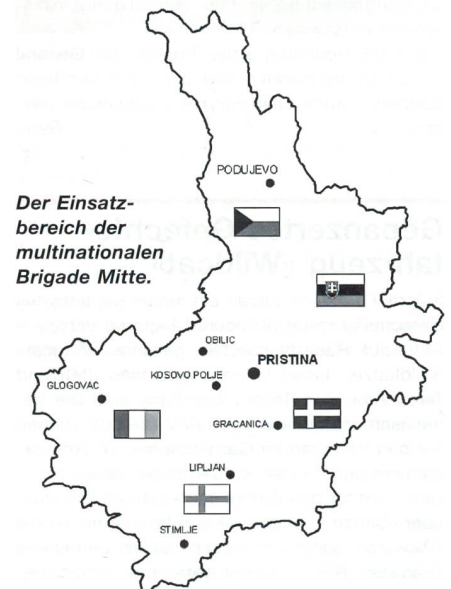 PODUJEVO
Der Einsatz-
bereich der
multinationalen
Brigade Mitte.
OBILIC
PRISTINA
KOSOVO POLJE
GLOGOVAC
GRACANICA
LIPLJAN
STIMLJE